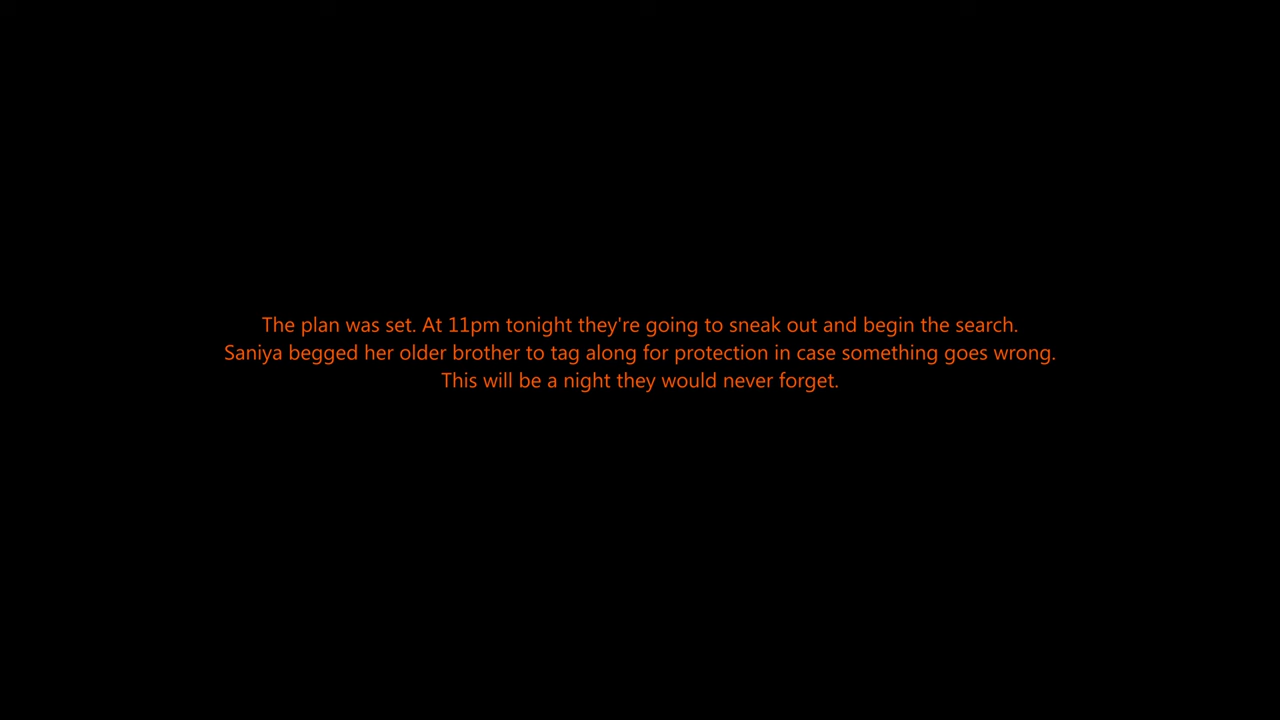 The plan was set. At 11pm tonight they're going to sneak out and begin the search.
Saniya begged her older brother to tag along for protection in case something goes wrong.
This will be a night they would never forget.